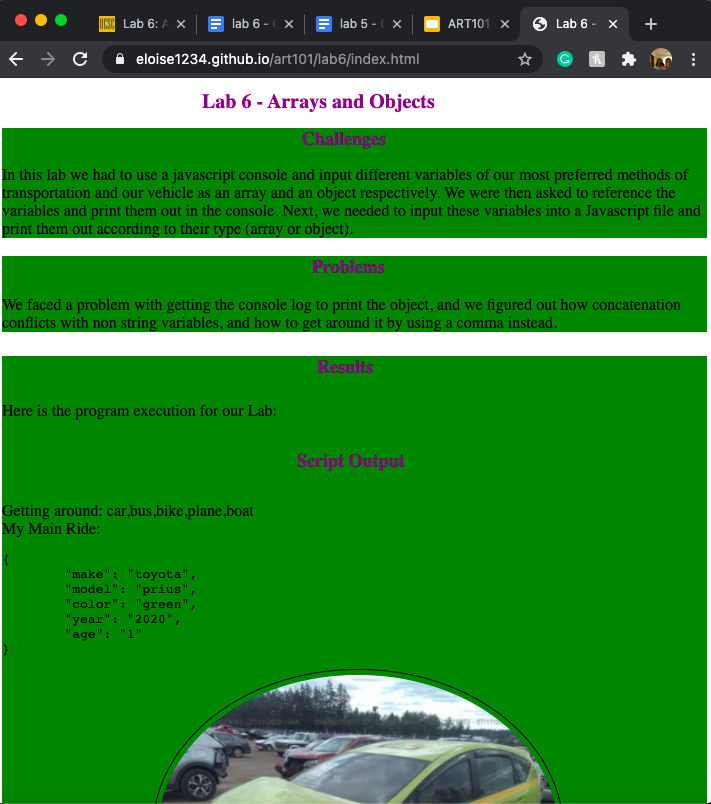 Lab 6: A
lab 6 -
lab 5 -
ART101
Lab 6 -
eloise1234.github.io/art101/lab6/index.html
Lab 6 - Arrays and Objects
Challenges
In this lab we had to use a javascript console and input different variables of our most preferred methods of
transportation and our vehicle as an array and an object respectively. We were then asked to reference the
variables and print them out in the console. Next, we needed to input these variables into a Javascript file and
print them out according to their type (array or object).
Problems
We faced a problem with getting the console log to print the object, and we figured out how concatenation
conflicts with non string variables, and how to get around it by using a comma instead.
Results
Here is the program execution for our Lab:
Script Output
Getting around: car,bus,bike,plane,boat
My Main Ride:
{
"make": "toyota",
"model": "prius",
"color": "green",
"year": "2020",
"age": "1"
}